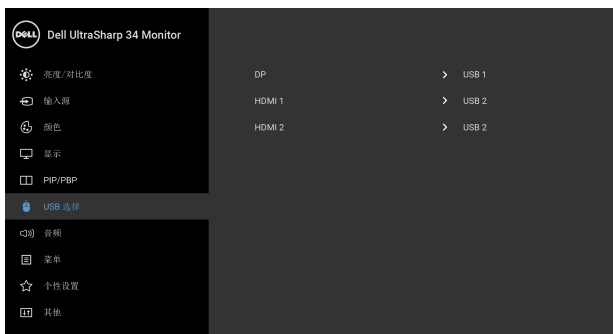 DELL Dell UltraSharp 34 Monitor
亮度/对比度
DP USB 1
输入源
HDMI 1 USB 2
颜色
HDMI 2 USB 2
显示
PIP/PBP
USB 选择
音频
菜单
个性设置
其他